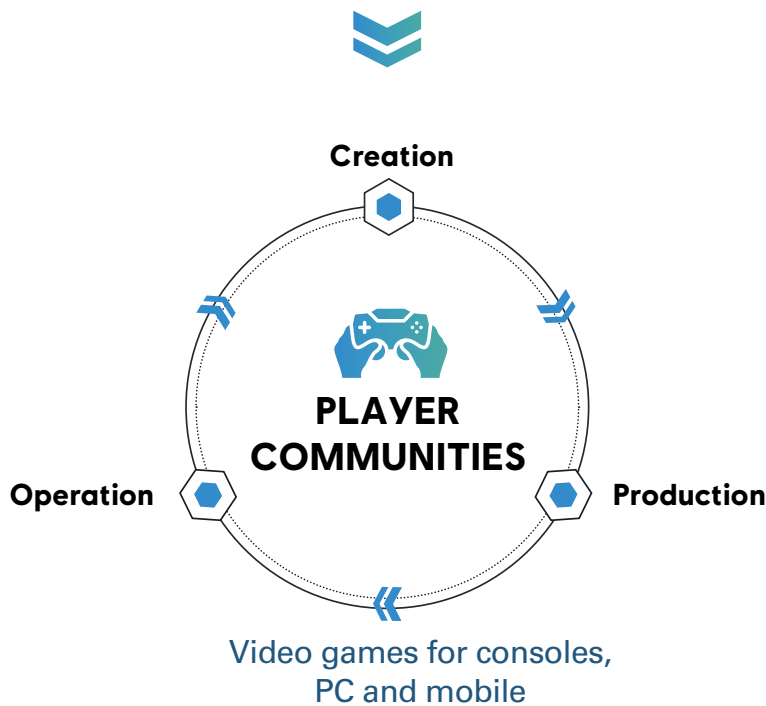 Creation
PLAYER
COMMUNITIES
Operation
Production
Video games for consoles,
PC and mobile